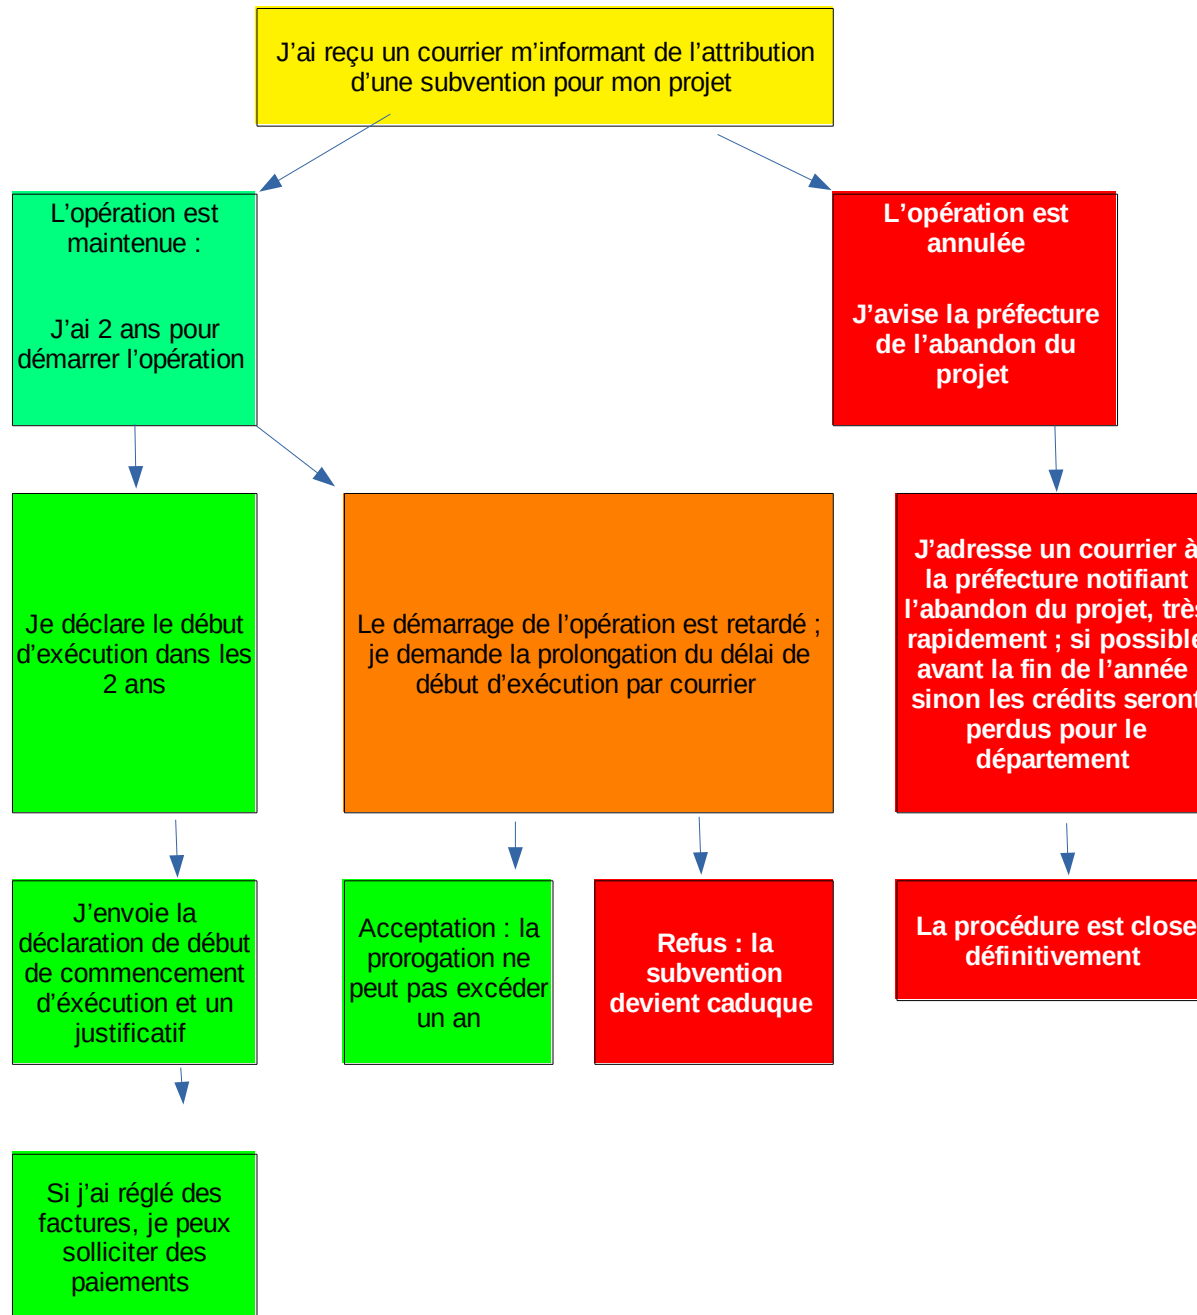 J’ai reçu un courrier m’informant de l’attribution
d’une subvention pour mon projet
L’opération est
maintenue :
J’ai 2 ans pour
démarrer l’opération
L’opération est
annulée
J’avise la préfecture
de l’abandon du
projet
Je déclare le début
d’exécution dans les
2 ans
Le démarrage de l’opération est retardé ;
je demande la prolongation du délai de
début d’exécution par courrier
J’adresse un courrier à
la préfecture notifiant
l’abandon du projet, très
rapidement ; si possible
avant la fin de l’année
sinon les crédits seront
perdus pour le
département
J’envoie la
déclaration de début
de commencement
d’éxécution et un
justificatif
Acceptation : la
prorogation ne
peut pas excéder
un an
Refus : la
subvention
devient caduque
La procédure est close
définitivement
Si j’ai réglé des
factures, je peux
solliciter des
paiements